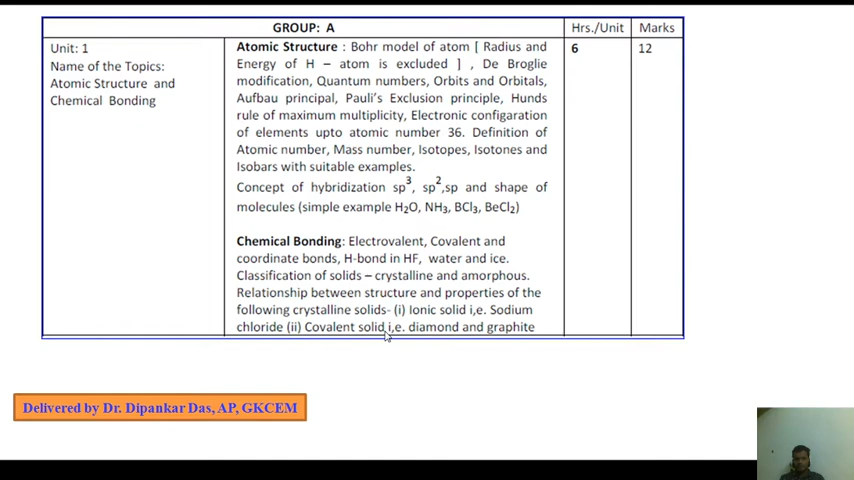 GROUP: A
Hrs./Unit
Marks
Unit: 1
Name of the Topics:
Atomic Structure and
Chemical Bonding
Atomic Structure : Bohr model of atom [ Radius and
Energy of H – atom is excluded ] , De Broglie
modification, Quantum numbers, Orbits and Orbitals,
Aufbau principal, Pauli's Exclusion principle, Hunds
rule of maximum multiplicity, Electronic configaration
of elements upto atomic number 36. Definition of
Atomic number, Mass number, Isotopes, Isotones and
Isobars with suitable examples.
Concept of hybridization sp³, sp²,sp and shape of
molecules (simple example H₂O, NH₃, BCl₃, BeCl₂)
Chemical Bonding: Electrovalent, Covalent and
coordinate bonds, H-bond in HF, water and ice.
Classification of solids – crystalline and amorphous.
Relationship between structure and properties of the
following crystalline solids- (i) Ionic solid i,e. Sodium
chloride (ii) Covalent solid i,e. diamond and graphite
6
12
Delivered by Dr. Dipankar Das, AP, GKCEM